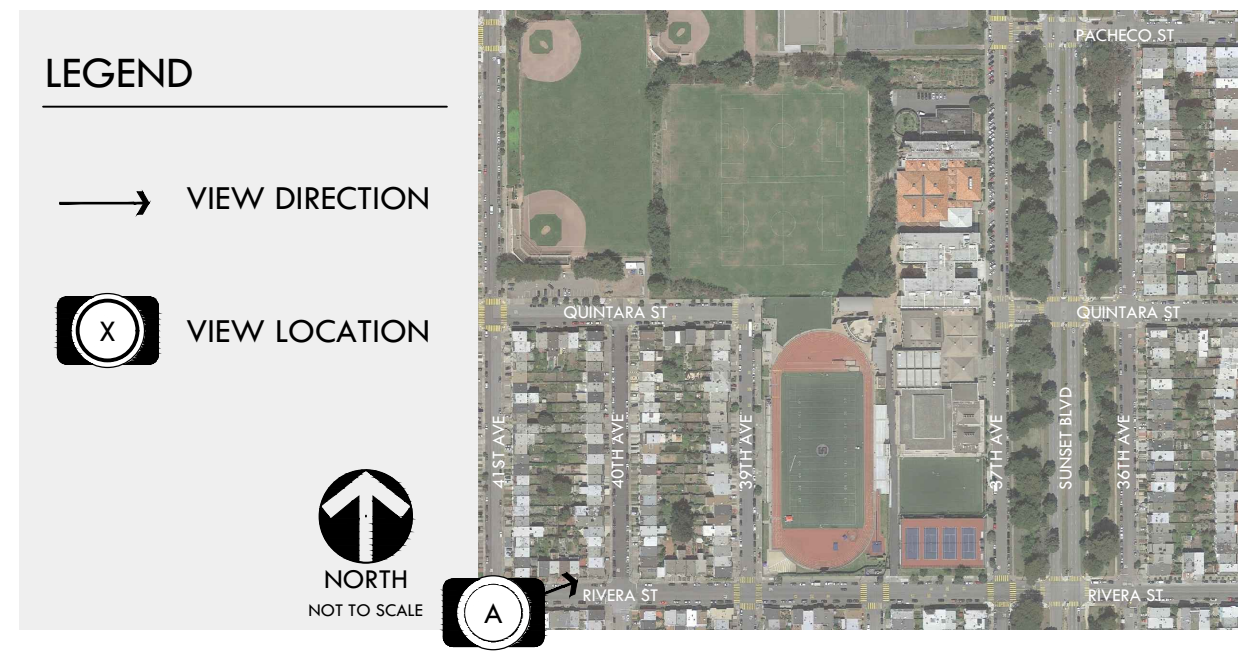 LEGEND
VIEW DIRECTION
X
VIEW LOCATION
NORTH
NOT TO SCALE
A
PACHECO ST
QUINTARA ST
QUINTARA ST
41ST AVE
40TH AVE
39TH AVE
37TH AVE
SUNSET BLVD
36TH AVE
RIVERA ST
RIVERA ST